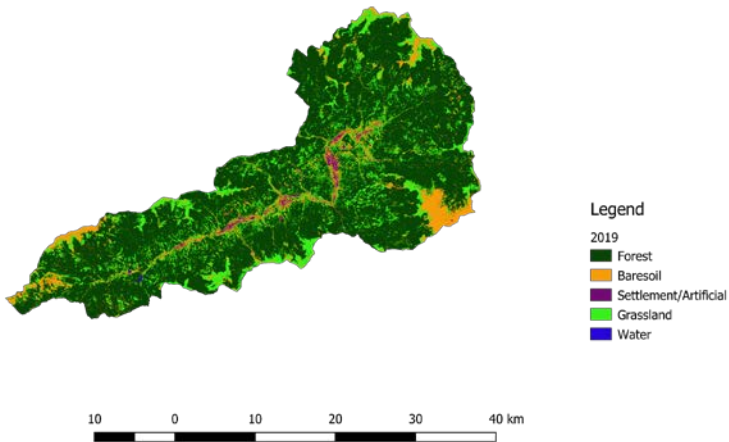 Legend
2019
Forest
Baresoil
Settlement/Artificial
Grassland
Water
10 0 10 20 30 40 km